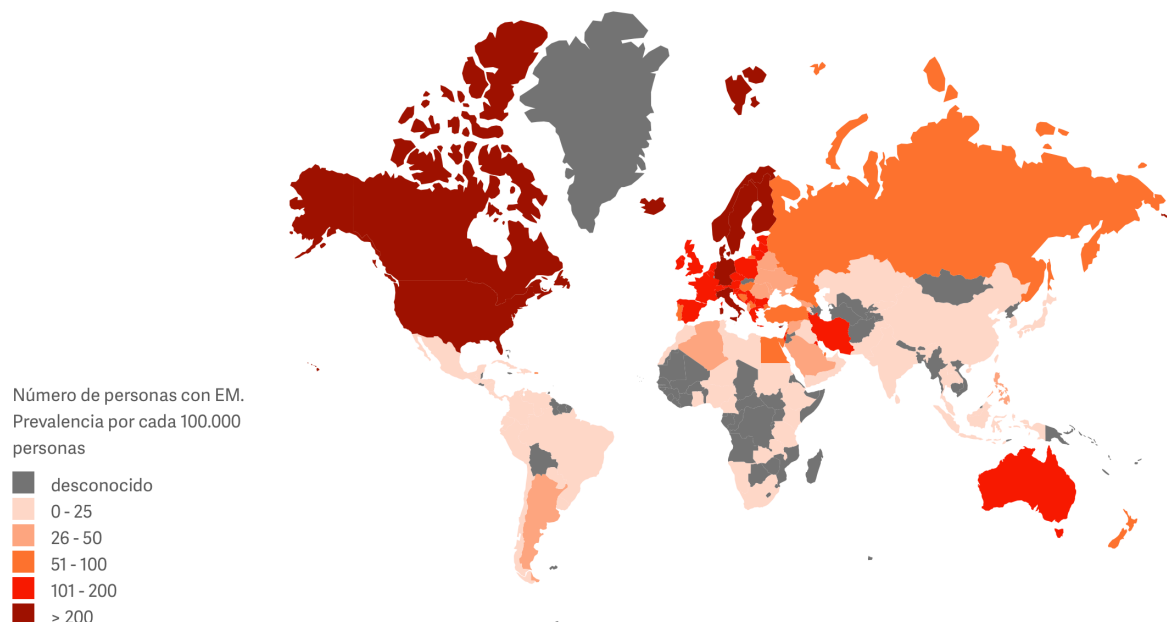 Número de personas con EM.
Prevalencia por cada 100.000
personas
desconocido
0 - 25
26 - 50
51 - 100
101 - 200
> 200